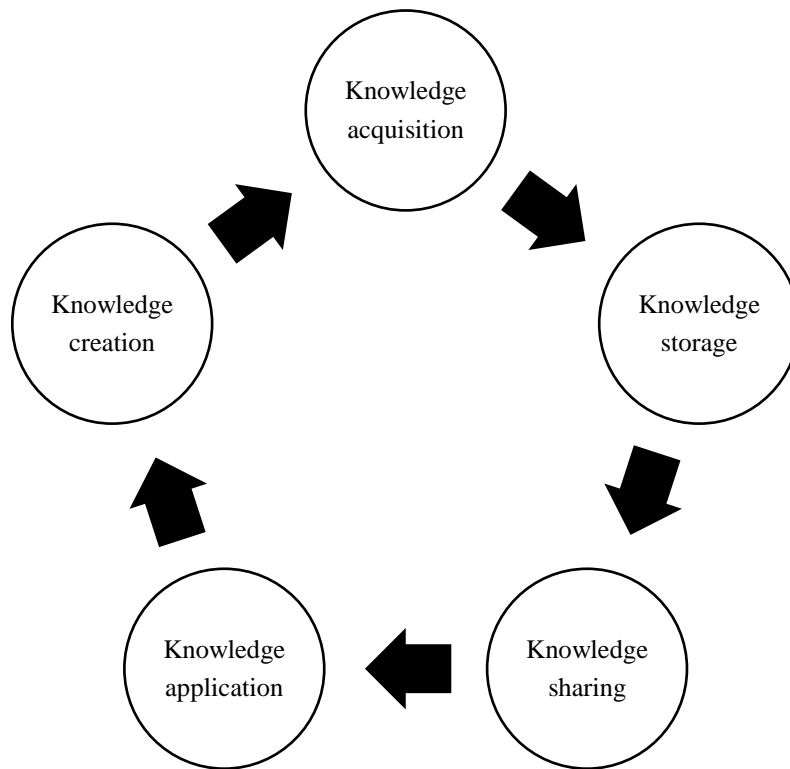 Knowledge
acquisition
Knowledge
storage
Knowledge
sharing
Knowledge
application
Knowledge
creation